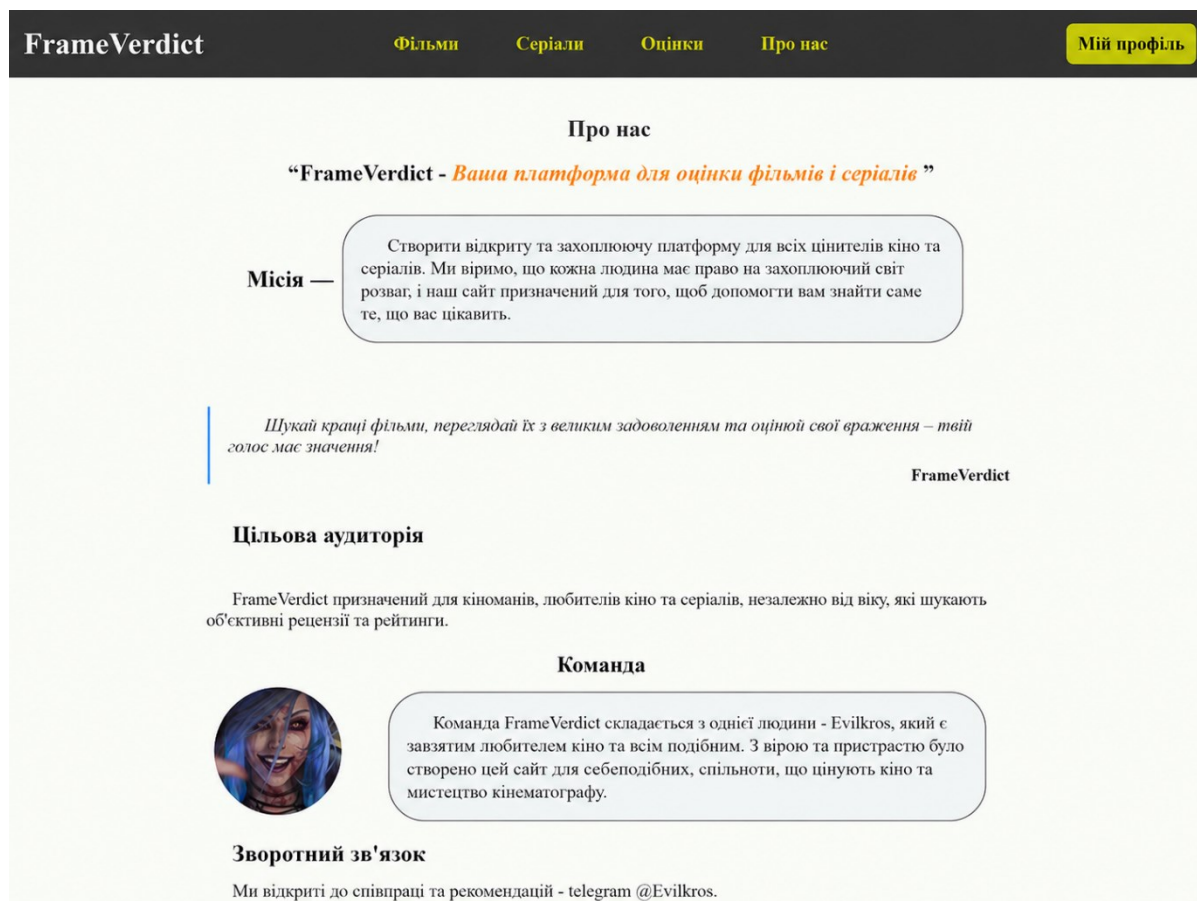 FrameVerdict
Фільми Серіали Оцінки Про нас
Мій профіль
Про нас
“FrameVerdict - Ваша платформа для оцінки фільмів і серіалів ”
Місія —
Створити відкриту та захоплюючу платформу для всіх цінителів кіно та
серіалів. Ми віримо, що кожна людина має право на захоплюючий світ
розваг, і наш сайт призначений для того, щоб допомогти вам знайти саме
те, що вас цікавить.
Шукай кращі фільми, переглядай їх з великим задоволенням та оцінюй свої враження – твій
голос має значення!
FrameVerdict
Цільова аудиторія
FrameVerdict призначений для кіноманів, любителів кіно та серіалів, незалежно від віку, які шукають
об'єктивні рецензії та рейтинги.
Команда
Команда FrameVerdict складається з однієї людини - Evilkros, який є
завзятим любителем кіно та всім подібним. З вірою та пристрастю було
створено цей сайт для себеподібних, спільноти, що цінують кіно та
мистецтво кінематографу.
Зворотний зв'язок
Ми відкриті до співпраці та рекомендацій - telegram @Evilkros.